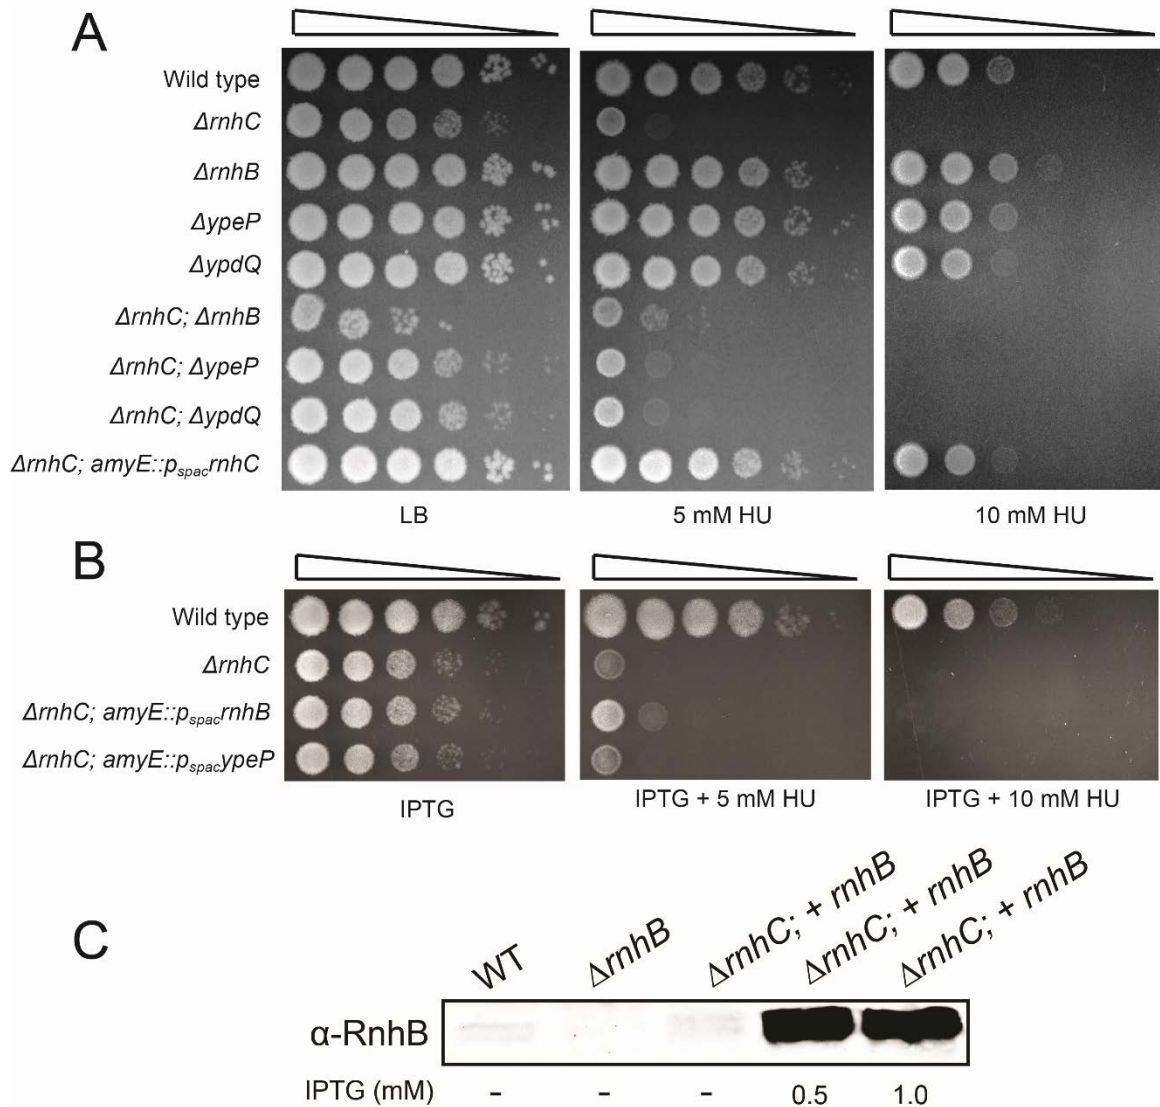 A
Wild type
ΔrnhC
ΔrnhB
ΔypeP
ΔypdQ
ΔrnhC; ΔrnhB
ΔrnhC; ΔypeP
ΔrnhC; ΔypdQ
ΔrnhC; amyE::pspacrnhC
LB
5 mM HU
10 mM HU
B
Wild type
ΔrnhC
ΔrnhC; amyE::pspacrnhB
ΔrnhC; amyE::pspacypeP
IPTG
IPTG + 5 mM HU
IPTG + 10 mM HU
C
WT
ΔrnhB
ΔrnhC; + rnhB
ΔrnhC; + rnhB
ΔrnhC; + rnhB
α-RnhB
IPTG (mM) - - - 0.5 1.0